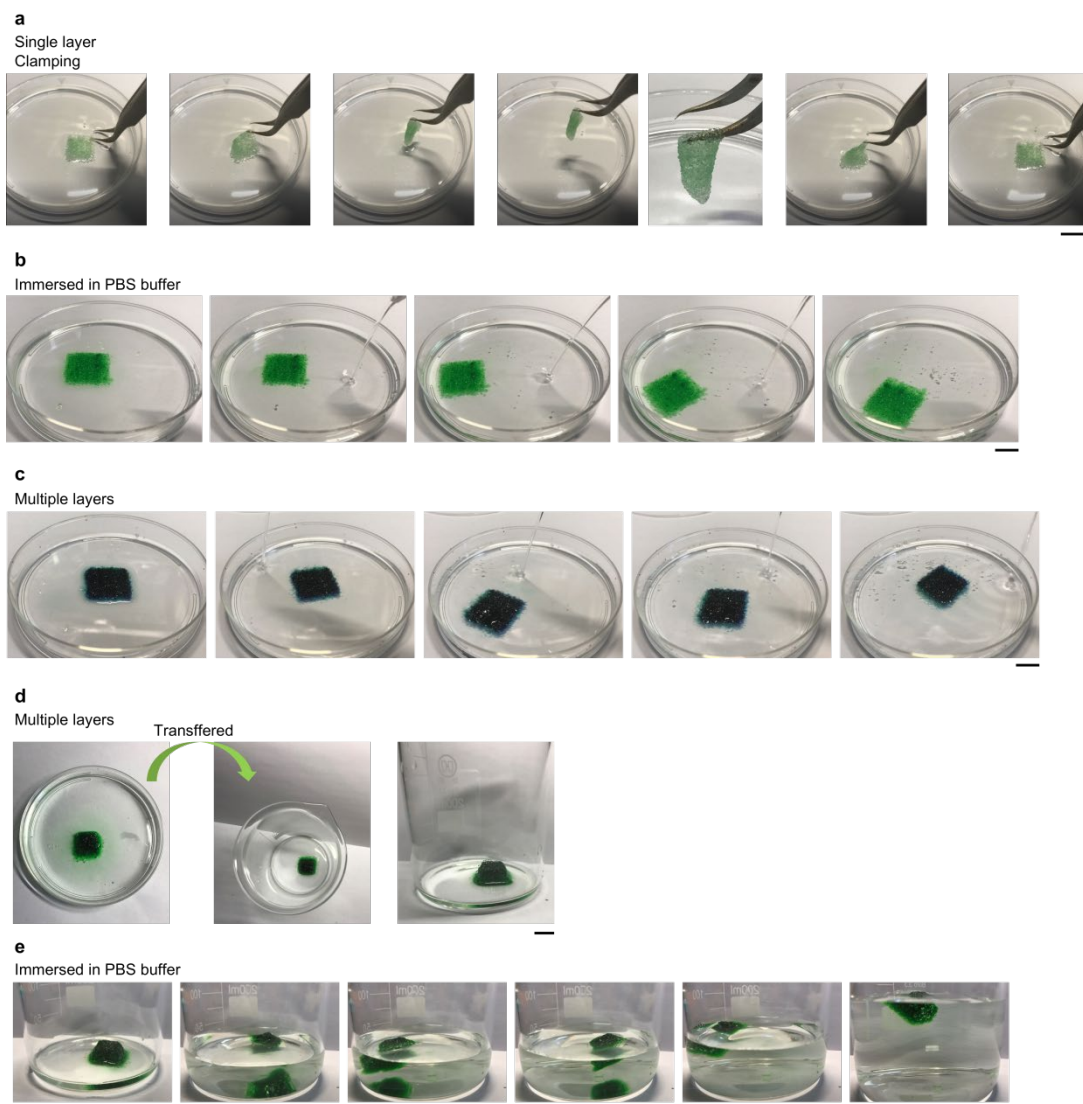 a
Single layer
Clamping
b
Immersed in PBS buffer
c
Multiple layers
d
Multiple layers
Transffered
e
Immersed in PBS buffer